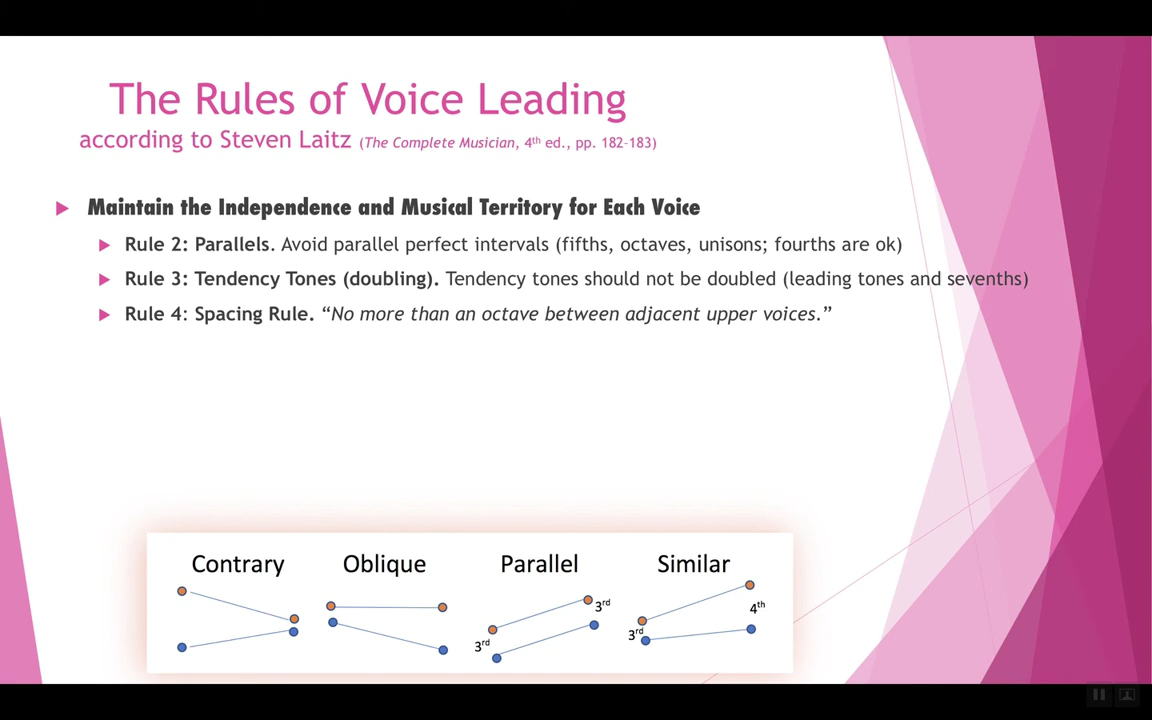 The Rules of Voice Leading
according to Steven Laitz (The Complete Musician, 4th ed., pp. 182-183)
Maintain the Independence and Musical Territory for Each Voice
Rule 2: Parallels. Avoid parallel perfect intervals (fifths, octaves, unisons; fourths are ok)
Rule 3: Tendency Tones (doubling). Tendency tones should not be doubled (leading tones and sevenths)
Rule 4: Spacing Rule. “No more than an octave between adjacent upper voices.”
Contrary Oblique Parallel Similar
3rd 4th
3rd 3rd